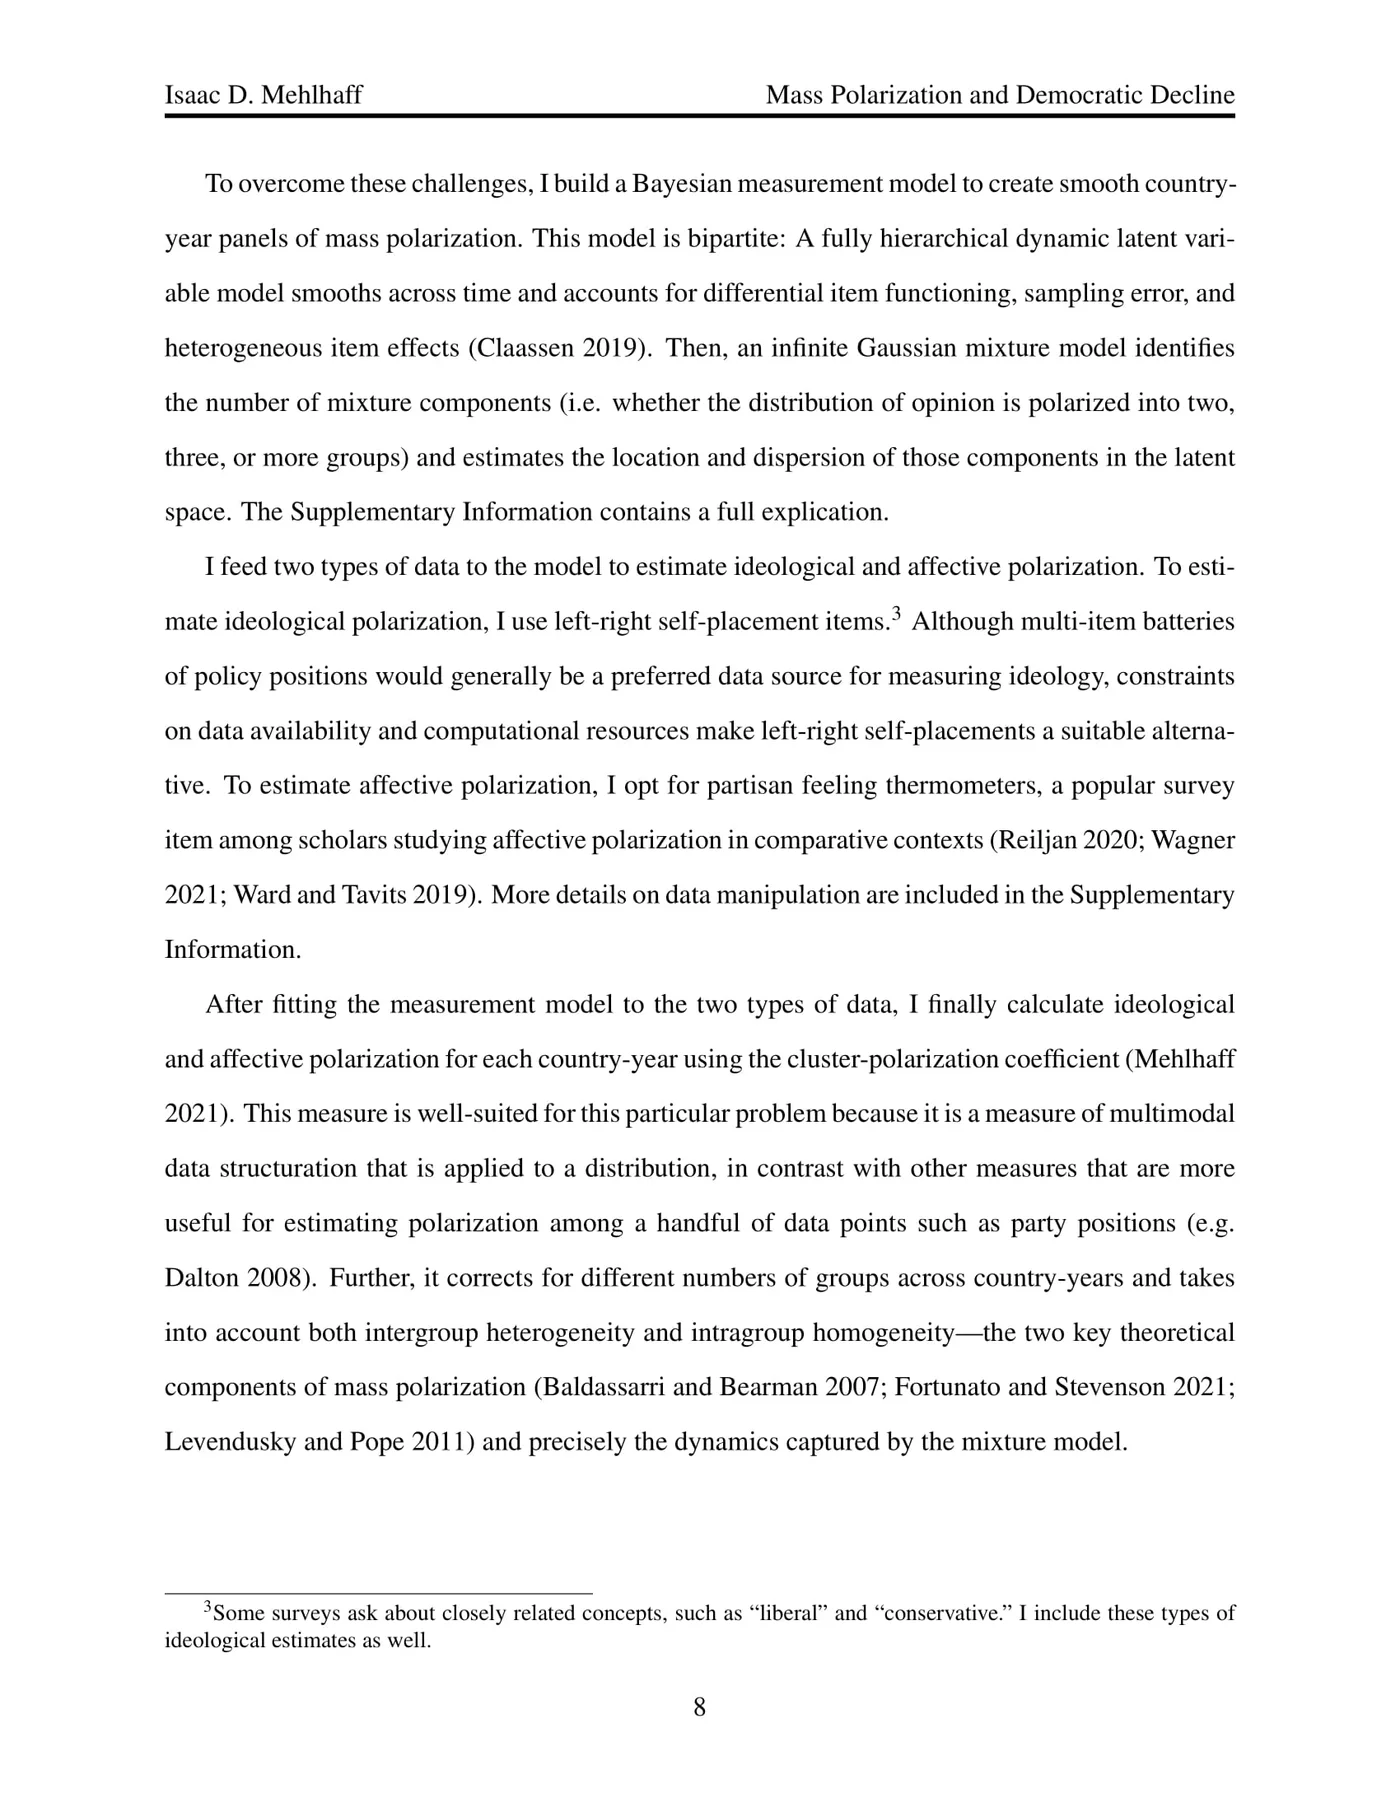 Isaac D. Mehlhaff Mass Polarization and Democratic Decline
To overcome these challenges, I build a Bayesian measurement model to create smooth country-
year panels of mass polarization. This model is bipartite: A fully hierarchical dynamic latent vari-
able model smooths across time and accounts for differential item functioning, sampling error, and
heterogeneous item effects (Claassen 2019). Then, an infinite Gaussian mixture model identifies
the number of mixture components (i.e. whether the distribution of opinion is polarized into two,
three, or more groups) and estimates the location and dispersion of those components in the latent
space. The Supplementary Information contains a full explication.
I feed two types of data to the model to estimate ideological and affective polarization. To esti-
mate ideological polarization, I use left-right self-placement items.3 Although multi-item batteries
of policy positions would generally be a preferred data source for measuring ideology, constraints
on data availability and computational resources make left-right self-placements a suitable alterna-
tive. To estimate affective polarization, I opt for partisan feeling thermometers, a popular survey
item among scholars studying affective polarization in comparative contexts (Reiljan 2020; Wagner
2021; Ward and Tavits 2019). More details on data manipulation are included in the Supplementary
Information.
After fitting the measurement model to the two types of data, I finally calculate ideological
and affective polarization for each country-year using the cluster-polarization coefficient (Mehlhaff
2021). This measure is well-suited for this particular problem because it is a measure of multimodal
data structuration that is applied to a distribution, in contrast with other measures that are more
useful for estimating polarization among a handful of data points such as party positions (e.g.
Dalton 2008). Further, it corrects for different numbers of groups across country-years and takes
into account both intergroup heterogeneity and intragroup homogeneity—the two key theoretical
components of mass polarization (Baldassarri and Bearman 2007; Fortunato and Stevenson 2021;
Levendusky and Pope 2011) and precisely the dynamics captured by the mixture model.
3Some surveys ask about closely related concepts, such as “liberal” and “conservative.” I include these types of
ideological estimates as well.
8